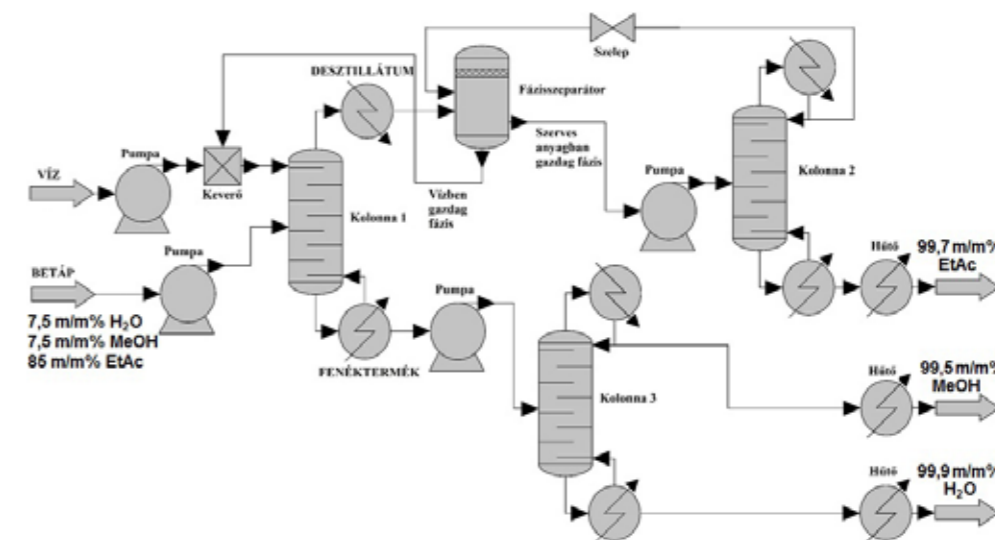 Szelep
DESZTILLÁTUM
Fázisszeparátor
Szerves
anyagban
gazdag fázis
Pumpa
VÍZ
Keverő
Kolonna 1
Vízben
gazdag
fázis
Pumpa
Kolonna 2
Pumpa
BETÁP
7,5 m/m% H₂O
7,5 m/m% MeOH
85 m/m% EtAc
Hűtő
99,7 m/m%
EtAc
Pumpa
FENÉKTERMÉK
Kolonna 3
Hűtő
99,5 m/m%
MeOH
Hűtő
99,9 m/m%
H₂O